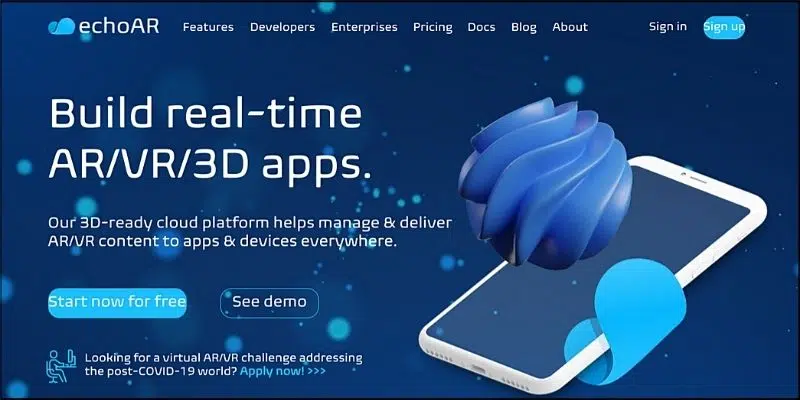 echoAR Features Developers Enterprises Pricing Docs Blog About Sign in Sign up
Build real-time
AR/VR/3D apps.
Our 3D-ready cloud platform helps manage & deliver
AR/VR content to apps & devices everywhere.
Start now for free See demo
Looking for a virtual AR/VR challenge addressing
the post-COVID-19 world? Apply now! >>>